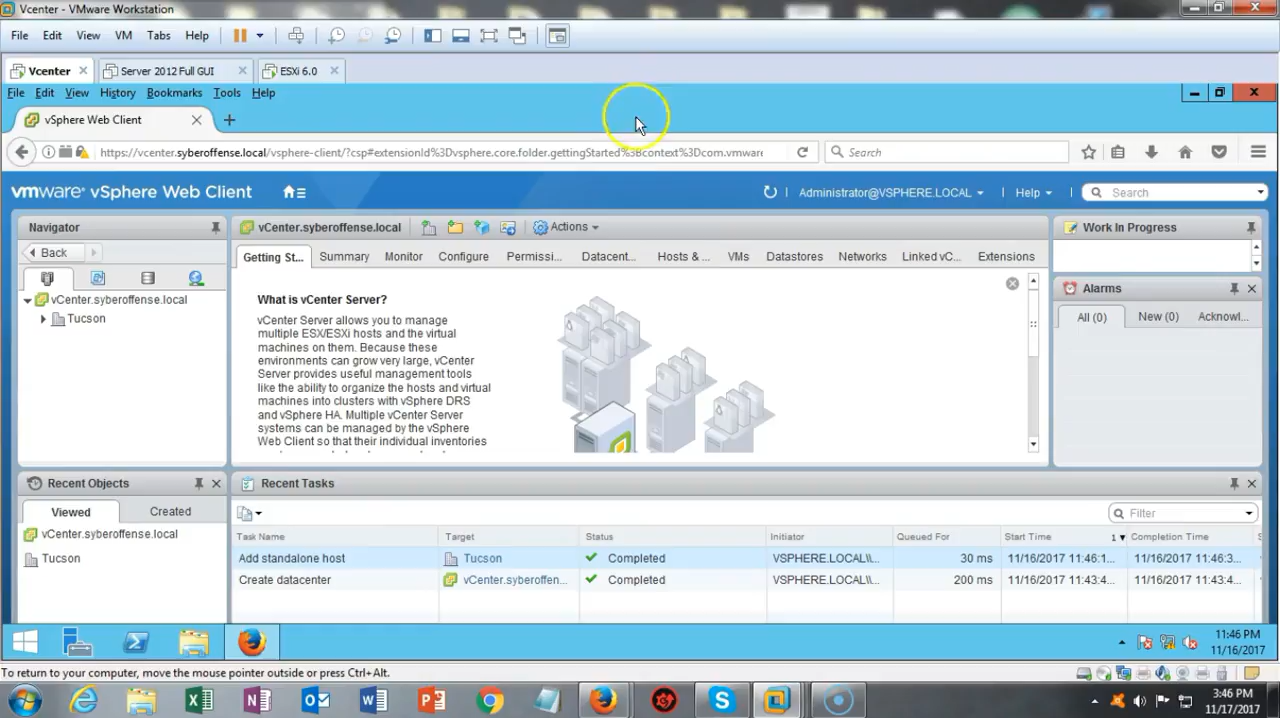 Vcenter - VMware Workstation
File Edit View VM Tabs Help
Vcenter Server 2012 Full GUI ESXi 6.0
File Edit View History Bookmarks Tools Help
vSphere Web Client
https://vcenter.syberoffense.local/vsphere-client/?csp#extensionId%3Dvsphere.core.folder.gettingStarted%3Bcontext%3Dcom.vmware
Search
vmware® vSphere Web Client
Administrator@VSPHERE.LOCAL Help Search
Navigator
Back
vCenter.syberoffense.local
Tucson
vCenter.syberoffense.local Actions
Getting St... Summary Monitor Configure Permissi... Datacent... Hosts & ... VMs Datastores Networks Linked vC... Extensions
What is vCenter Server?
vCenter Server allows you to manage
multiple ESX/ESXi hosts and the virtual
machines on them. Because these
environments can grow very large, vCenter
Server provides useful management tools
like the ability to organize the hosts and virtual
machines into clusters with vSphere DRS
and vSphere HA. Multiple vCenter Server
systems can be managed by the vSphere
Web Client so that their individual inventories
Work In Progress
Alarms
All (0) New (0) Acknowl...
Recent Objects
Viewed Created
vCenter.syberoffense.local
Tucson
Recent Tasks
Filter
Task Name Target Status Initiator Queued For Start Time 1 Completion Time
Add standalone host Tucson Completed VSPHERE.LOCAL\\... 30 ms 11/16/2017 11:46:1... 11/16/2017 11:46:3...
Create datacenter vCenter.syberoffen... Completed VSPHERE.LOCAL\\... 200 ms 11/16/2017 11:43:4... 11/16/2017 11:43:4...
11:46 PM
11/16/2017
To return to your computer, move the mouse pointer outside or press Ctrl+Alt.
3:46 PM
11/17/2017